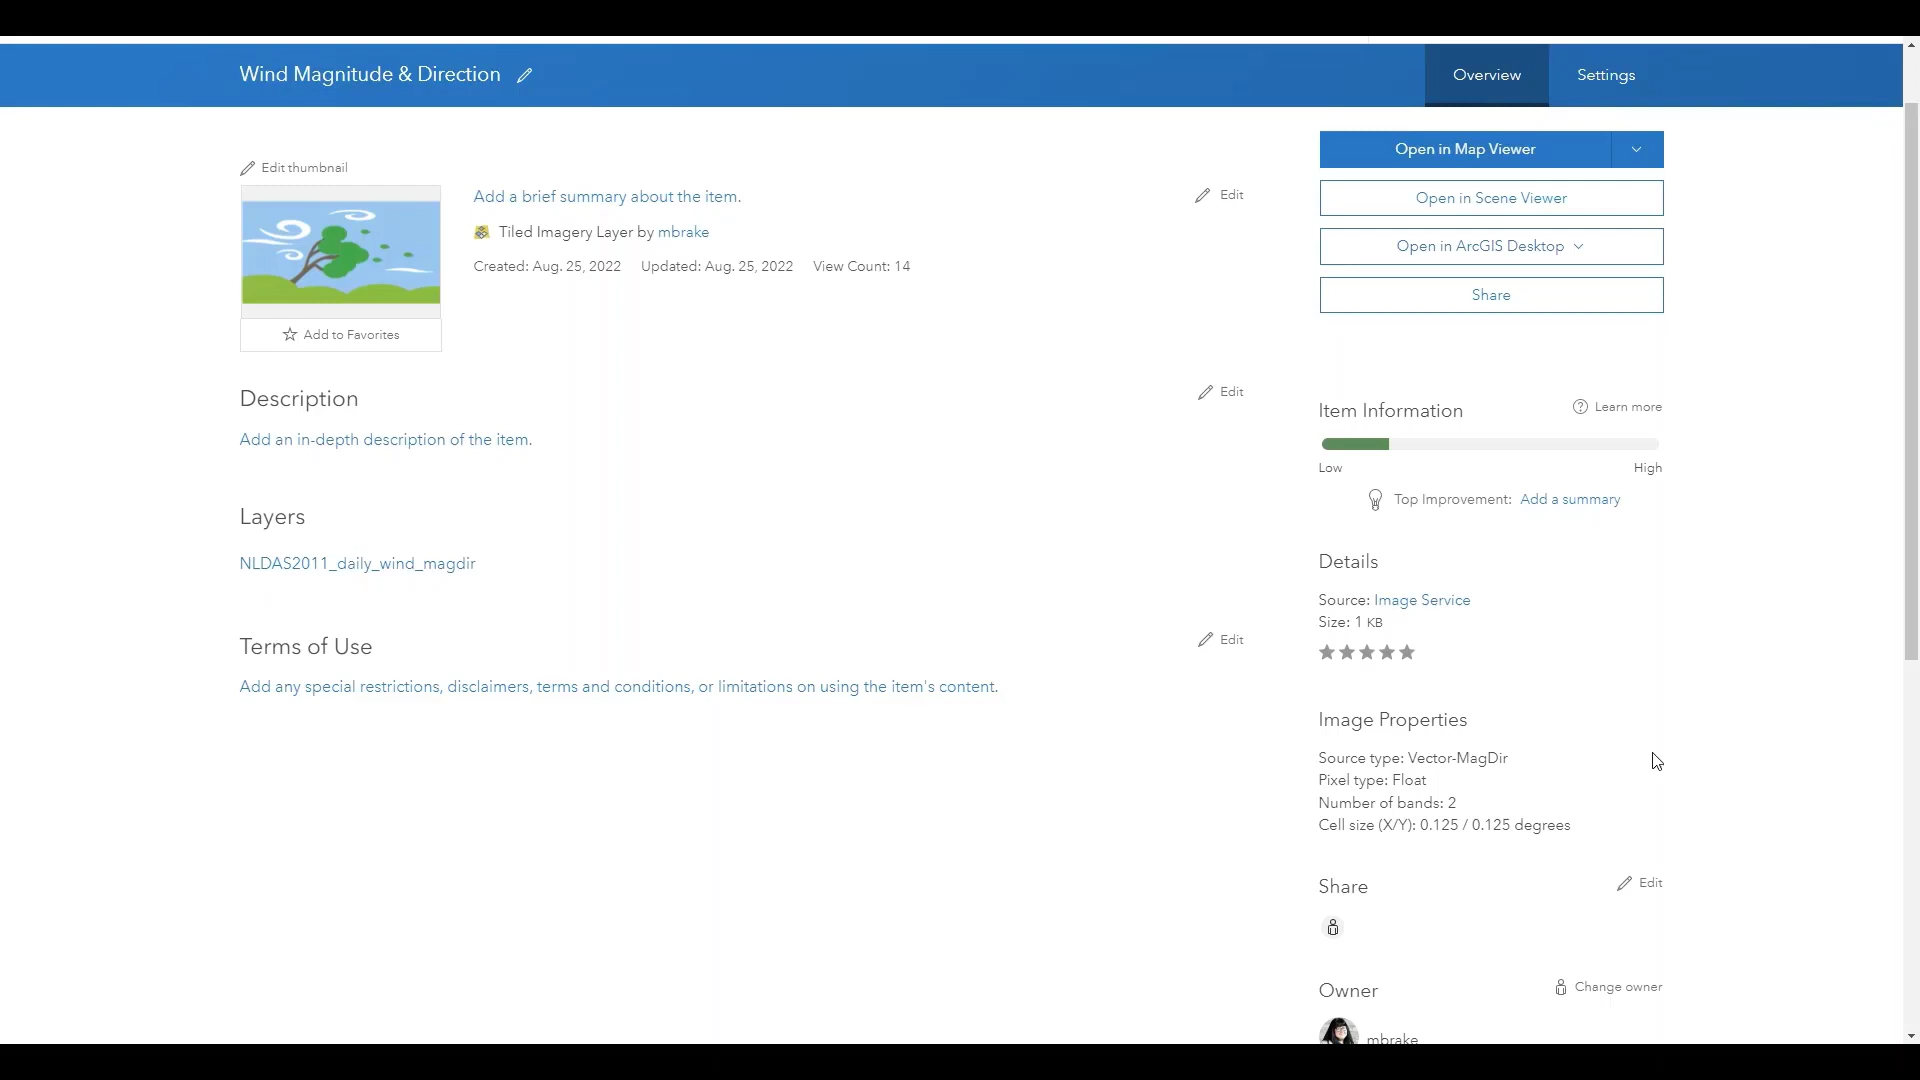 Wind Magnitude & Direction
Overview
Settings
Edit thumbnail
Add to Favorites
Add a brief summary about the item.
Edit
Tiled Imagery Layer by mbrake
Created: Aug. 25, 2022 Updated: Aug. 25, 2022 View Count: 14
Description
Edit
Add an in-depth description of the item.
Layers
NLDAS2011_daily_wind_magdir
Terms of Use
Edit
Add any special restrictions, disclaimers, terms and conditions, or limitations on using the item's content.
Open in Map Viewer
Open in Scene Viewer
Open in ArcGIS Desktop
Share
Item Information
Learn more
Low
High
Top Improvement: Add a summary
Details
Source: Image Service
Size: 1 KB
Image Properties
Source type: Vector-MagDir
Pixel type: Float
Number of bands: 2
Cell size (X/Y): 0.125 / 0.125 degrees
Share
Edit
Owner
Change owner
mbrake